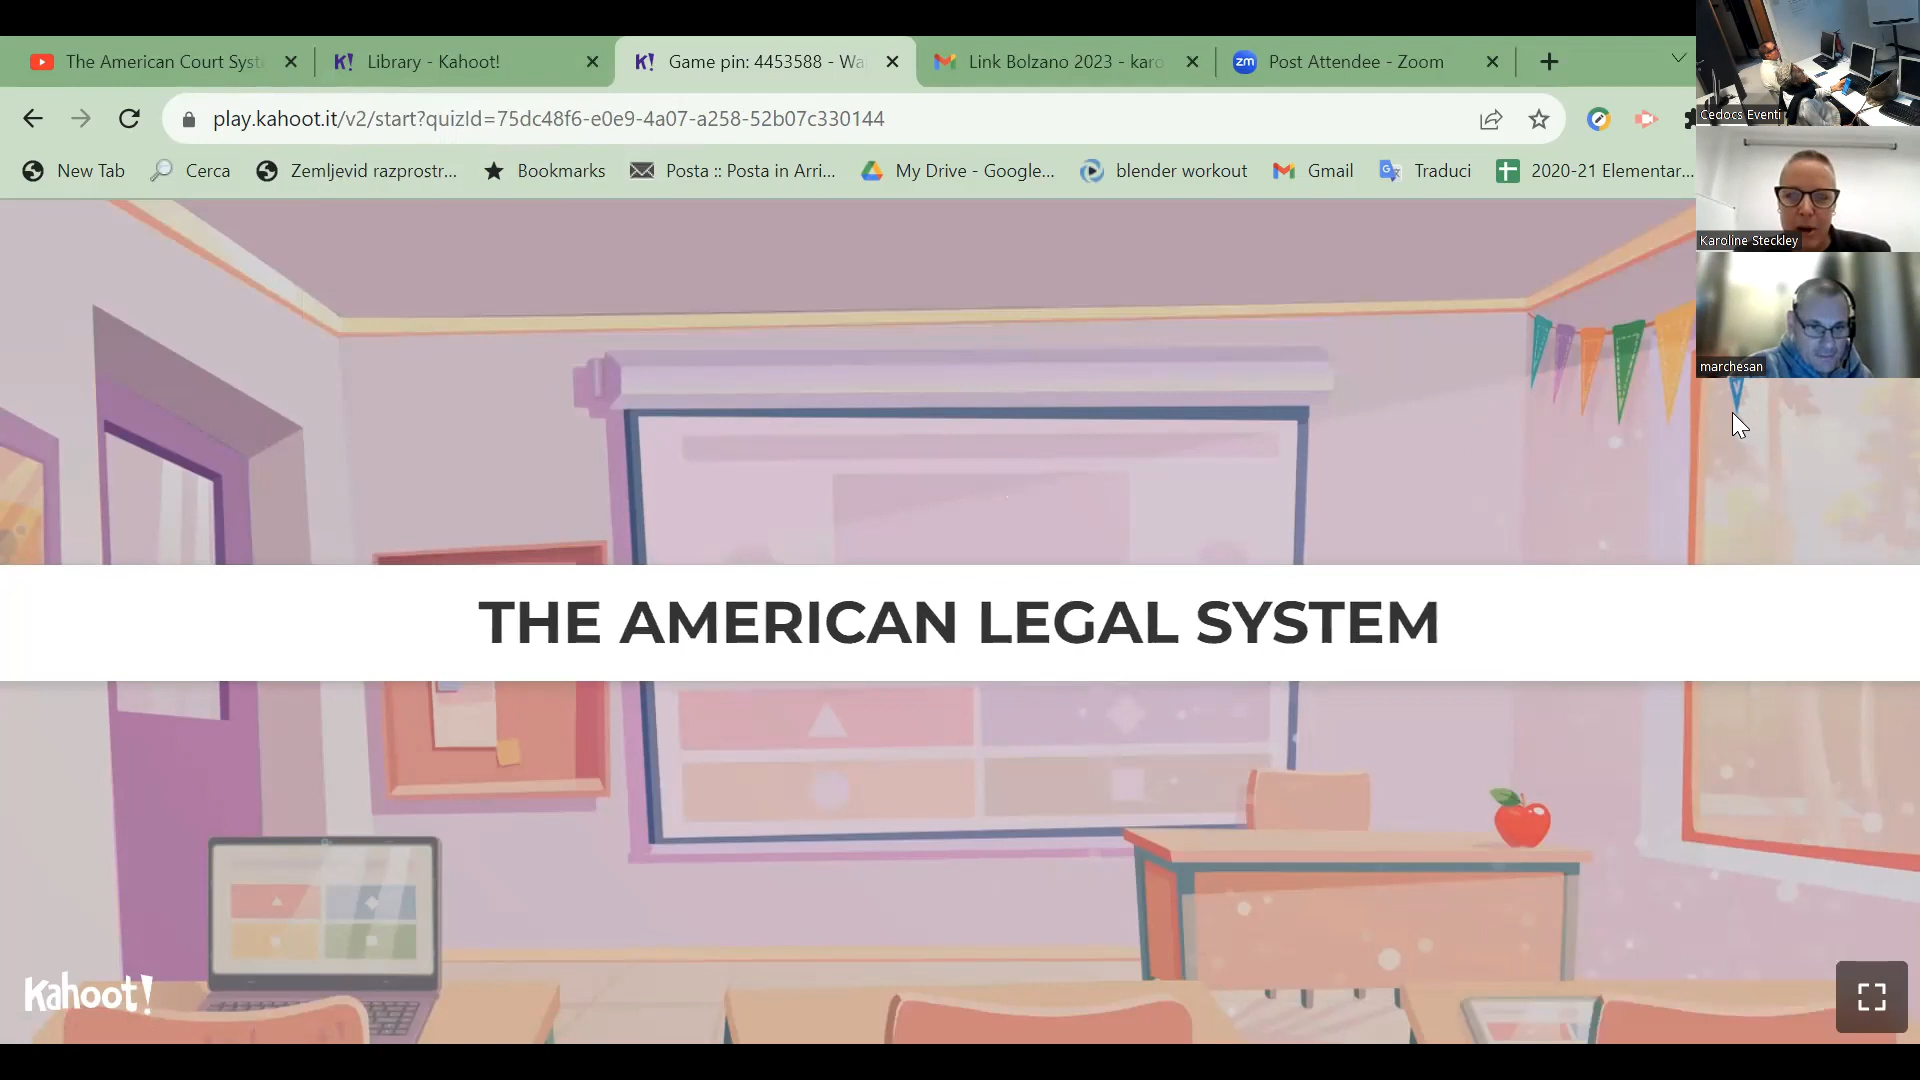 The American Court Syst
Library - Kahoot!
Game pin: 4453588 - Wa
Link Bolzano 2023 - karo
Post Attendee - Zoom
play.kahoot.it/v2/start?quizId=75dc48f6-e0e9-4a07-a258-52b07c330144
New Tab
Cerca
Zemljevid razprostr...
Bookmarks
Posta :: Posta in Arri...
My Drive - Google...
blender workout
Gmail
Traduci
2020-21 Elementar...
Cedocs Eventi
Karoline Steckley
marchesan
THE AMERICAN LEGAL SYSTEM
Kahoot!